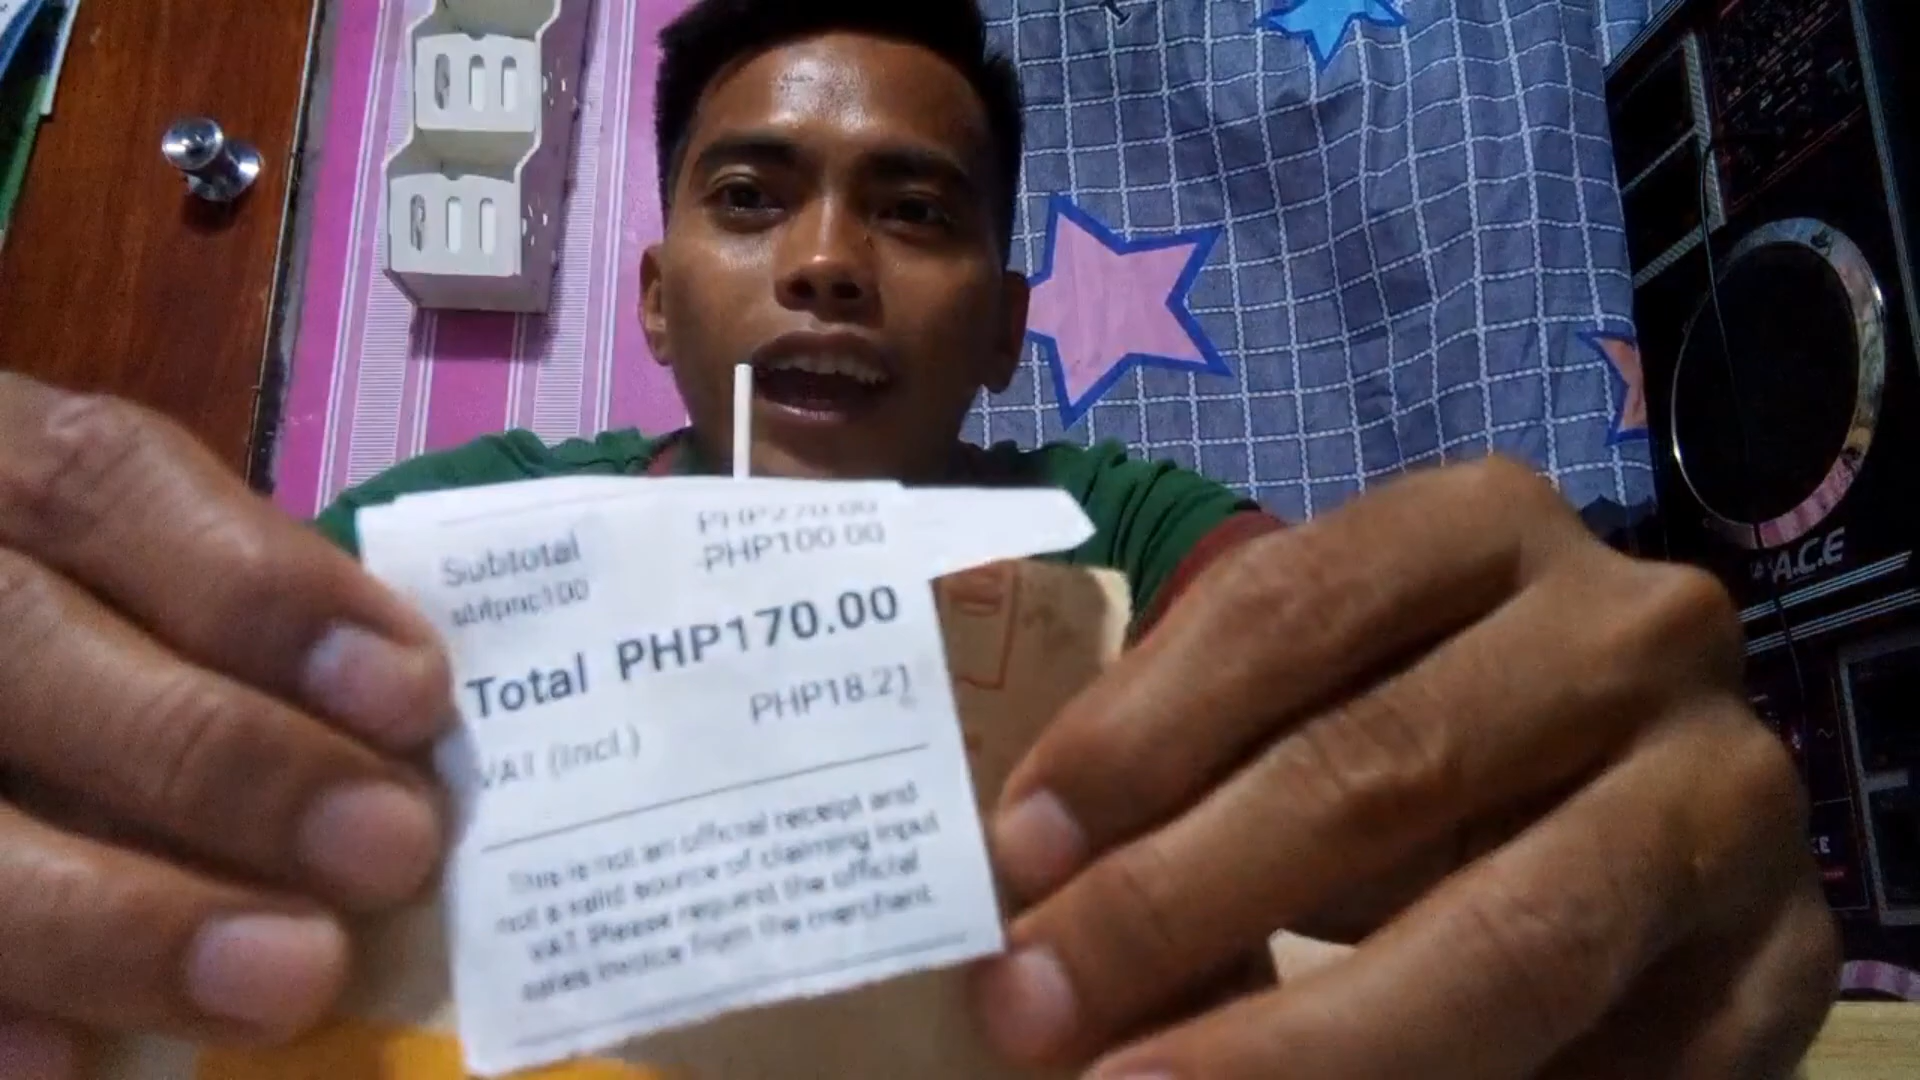 Subtotal PHP270.00
-PHP100.00
Total PHP170.00
VAT (Incl.) PHP18.21
This is not an official receipt and
not a valid source of claiming input
VAT. Please request the official
sales invoice from the merchant.
A.C.E